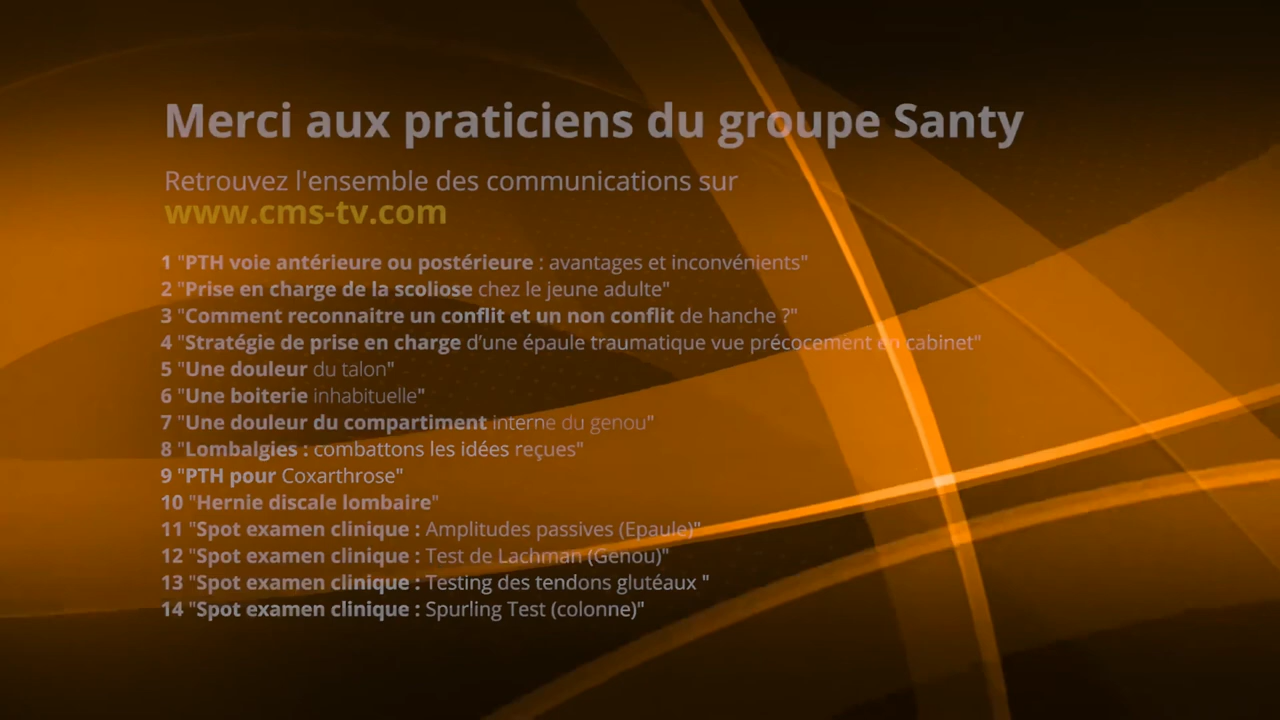 Merci aux praticiens du groupe Santy
Retrouvez l'ensemble des communications sur
www.cms-tv.com
1 "PTH voie antérieure ou postérieure : avantages et inconvénients"
2 "Prise en charge de la scoliose chez le jeune adulte"
3 "Comment reconnaitre un conflit et un non conflit de hanche ?"
4 "Stratégie de prise en charge d’une épaule traumatique vue précocement en cabinet"
5 "Une douleur du talon"
6 "Une boiterie inhabituelle"
7 "Une douleur du compartiment interne du genou"
8 "Lombalgies : combattons les idées reçues"
9 "PTH pour Coxarthrose"
10 "Hernie discale lombaire"
11 "Spot examen clinique : Amplitudes passives (Epaule)"
12 "Spot examen clinique : Test de Lachman (Genou)"
13 "Spot examen clinique : Testing des tendons glutéaux "
14 "Spot examen clinique : Spurling Test (colonne)"